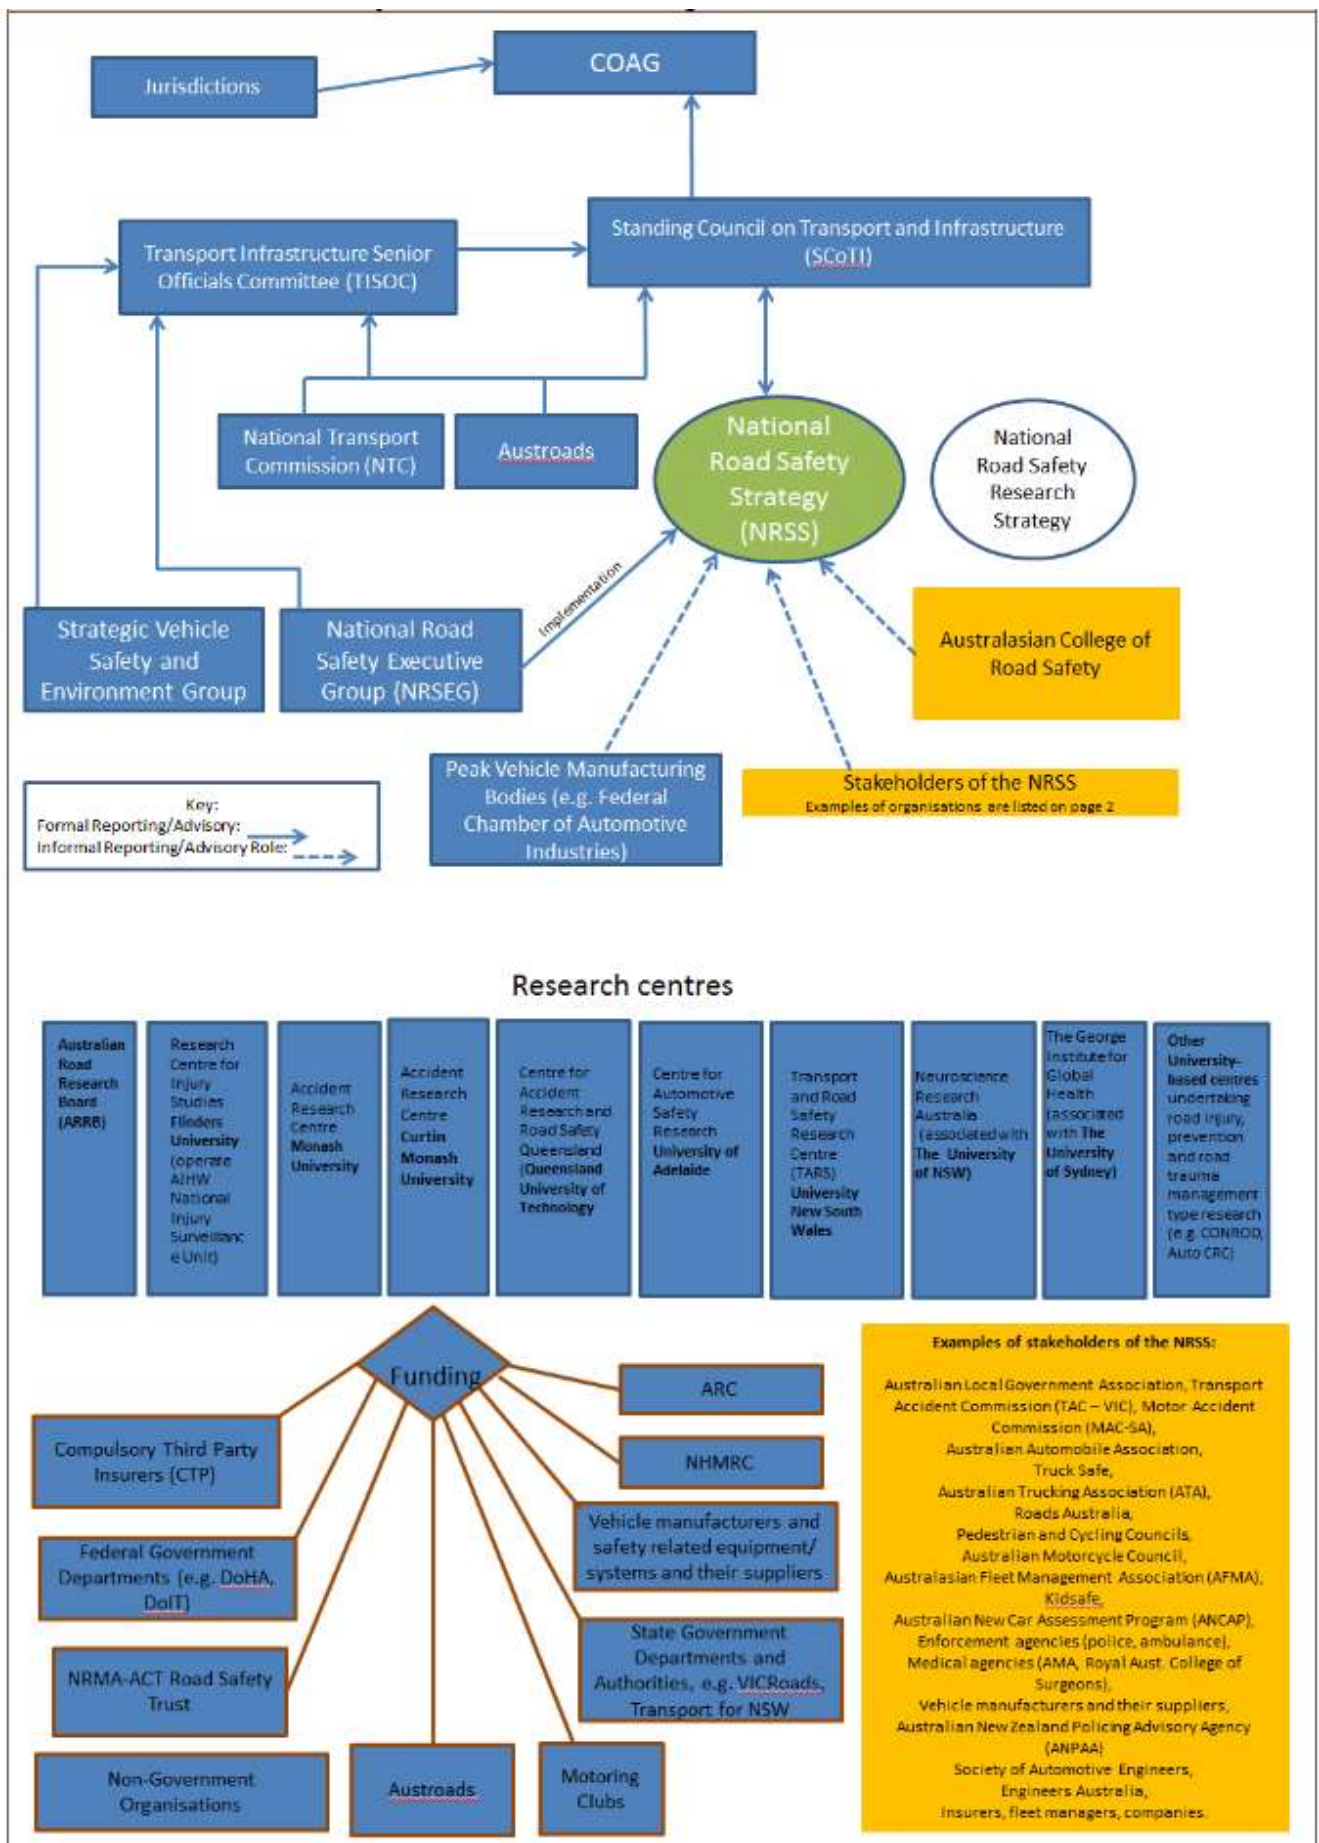 COAG
Jurisdictions
Standing Council on Transport and Infrastructure
(SCoTI)
Transport Infrastructure Senior
Officials Committee (TISOC)
National Transport
Commission (NTC)
Austroads
National
Road Safety
Strategy
(NRSS)
National
Road Safety
Research
Strategy
Implementation
Strategic Vehicle
Safety and
Environment Group
National Road
Safety Executive
Group (NRSEG)
Australasian College of
Road Safety
Peak Vehicle Manufacturing
Bodies (e.g. Federal
Chamber of Automotive
Industries)
Stakeholders of the NRSS
Examples of organisations are listed on page 2
Key:
Formal Reporting/Advisory:
Informal Reporting/Advisory Role:
Research centres
Australian
Road
Research
Board
(ARRB)
Research
Centre for
Injury
Studies
Flinders
University
(operate
AIHW
National
Injury
Surveillanc
e Unit)
Accident
Research
Centre
Monash
University
Accident
Research
Centre
Curtin
Monash
University
Centre for
Accident
Research and
Road Safety
Queensland
(Queensland
University of
Technology
Centre for
Automotive
Safety
Research
University of
Adelaide
Transport
and Road
Safety
Research
Centre
(TARS)
University
New South
Wales
Neuroscience
Research
Australia
(associated with
The University
of NSW)
The George
Institute for
Global
Health
(associated
with The
University
of Sydney)
Other
University-
based centres
undertaking
road injury,
prevention
and road
trauma
management
type research
(e.g. CONROD,
Auto CRC)
Funding
Compulsory Third Party
Insurers (CTP)
Federal Government
Departments (e.g. DoHA,
DoIT)
NRMA-ACT Road Safety
Trust
Non-Government
Organisations
Austroads
Motoring
Clubs
ARC
NHMRC
Vehicle manufacturers and
safety related equipment/
systems and their suppliers
State Government
Departments and
Authorities, e.g. VICRoads,
Transport for NSW
Examples of stakeholders of the NRSS:
Australian Local Government Association, Transport
Accident Commission (TAC – VIC), Motor Accident
Commission (MAC-SA),
Australian Automobile Association,
Truck Safe,
Australian Trucking Association (ATA),
Roads Australia,
Pedestrian and Cycling Councils,
Australian Motorcycle Council,
Australasian Fleet Management Association (AFMA),
Kidsafe,
Australian New Car Assessment Program (ANCAP),
Enforcement agencies (police, ambulance),
Medical agencies (AMA, Royal Aust. College of
Surgeons),
Vehicle manufacturers and their suppliers,
Australian New Zealand Policing Advisory Agency
(ANPAA)
Society of Automotive Engineers,
Engineers Australia,
Insurers, fleet managers, companies.